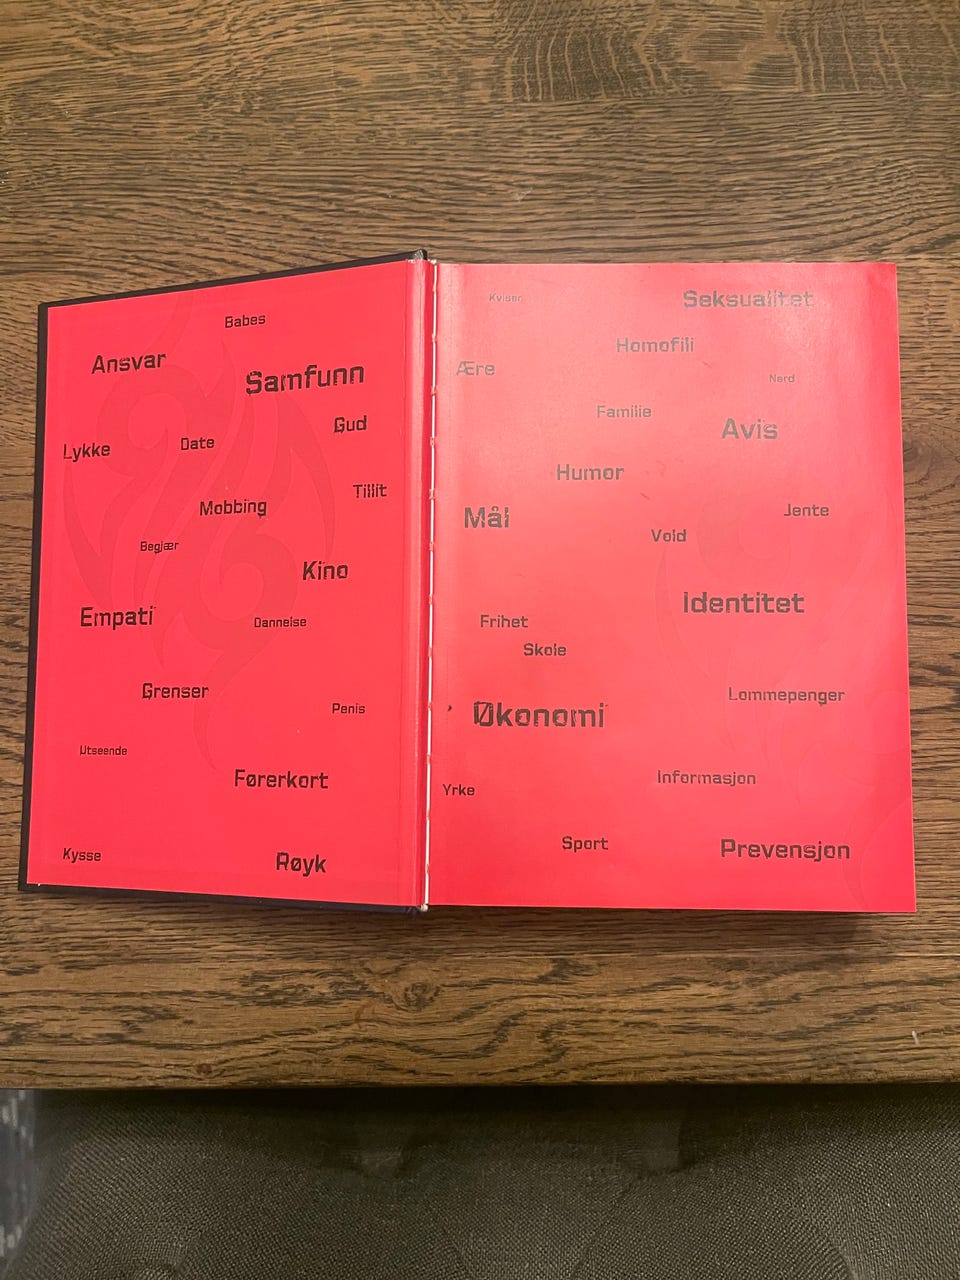 Babes
Ansvar
Samfunn
Gud
Lykke
Date
Tillit
Mobbing
Begjær
Kino
Empati
Dannelse
Grenser
Penis
Utseende
Førerkort
Kysse
Røyk
Kviser
Seksualitet
Homofili
Ære
Nerd
Familie
Avis
Humor
Mål
Jente
Vold
Identitet
Frihet
Skole
Lommepenger
Økonomi
Informasjon
Yrke
Sport
Prevensjon